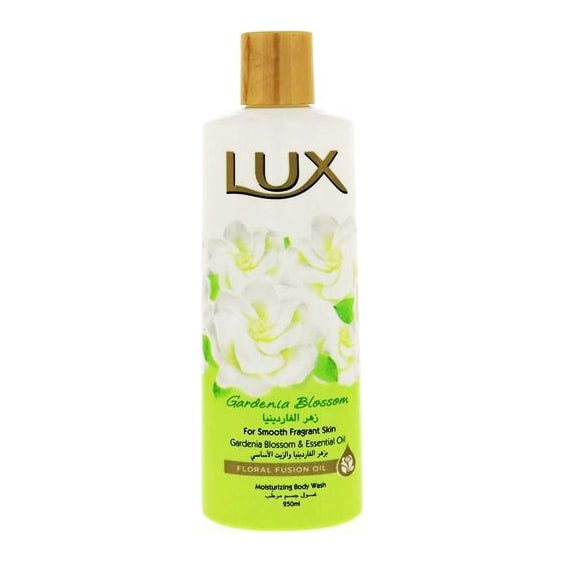 LUX
Gardenia Blossom
زهر الغاردينيا
For Smooth Fragrant Skin
Gardenia Blossom & Essential Oil
بزهر الغاردينيا والزيت الأساسي
FLORAL FUSION OIL
Moisturizing Body Wash
غسول جسم مرطب
250ml